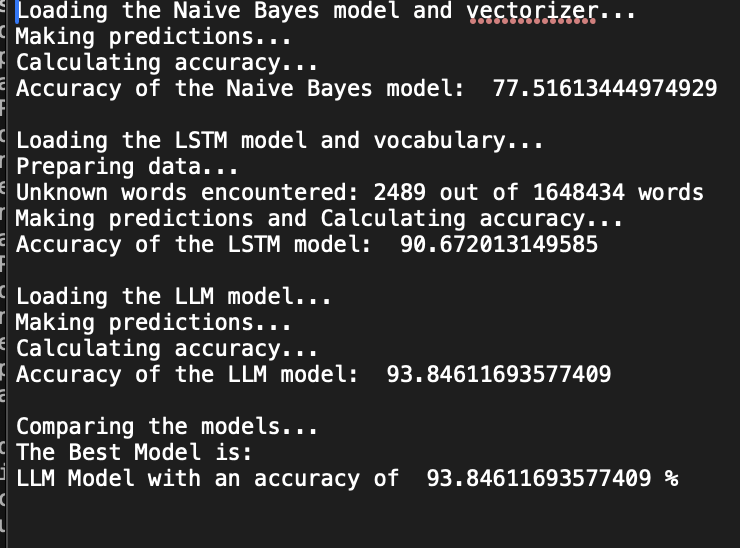 Loading the Naive Bayes model and vectorizer...
Making predictions...
Calculating accuracy...
Accuracy of the Naive Bayes model:  77.51613444974929
Loading the LSTM model and vocabulary...
Preparing data...
Unknown words encountered: 2489 out of 1648434 words
Making predictions and Calculating accuracy...
Accuracy of the LSTM model:  90.672013149585
Loading the LLM model...
Making predictions...
Calculating accuracy...
Accuracy of the LLM model:  93.84611693577409
Comparing the models...
The Best Model is:
LLM Model with an accuracy of  93.84611693577409 %